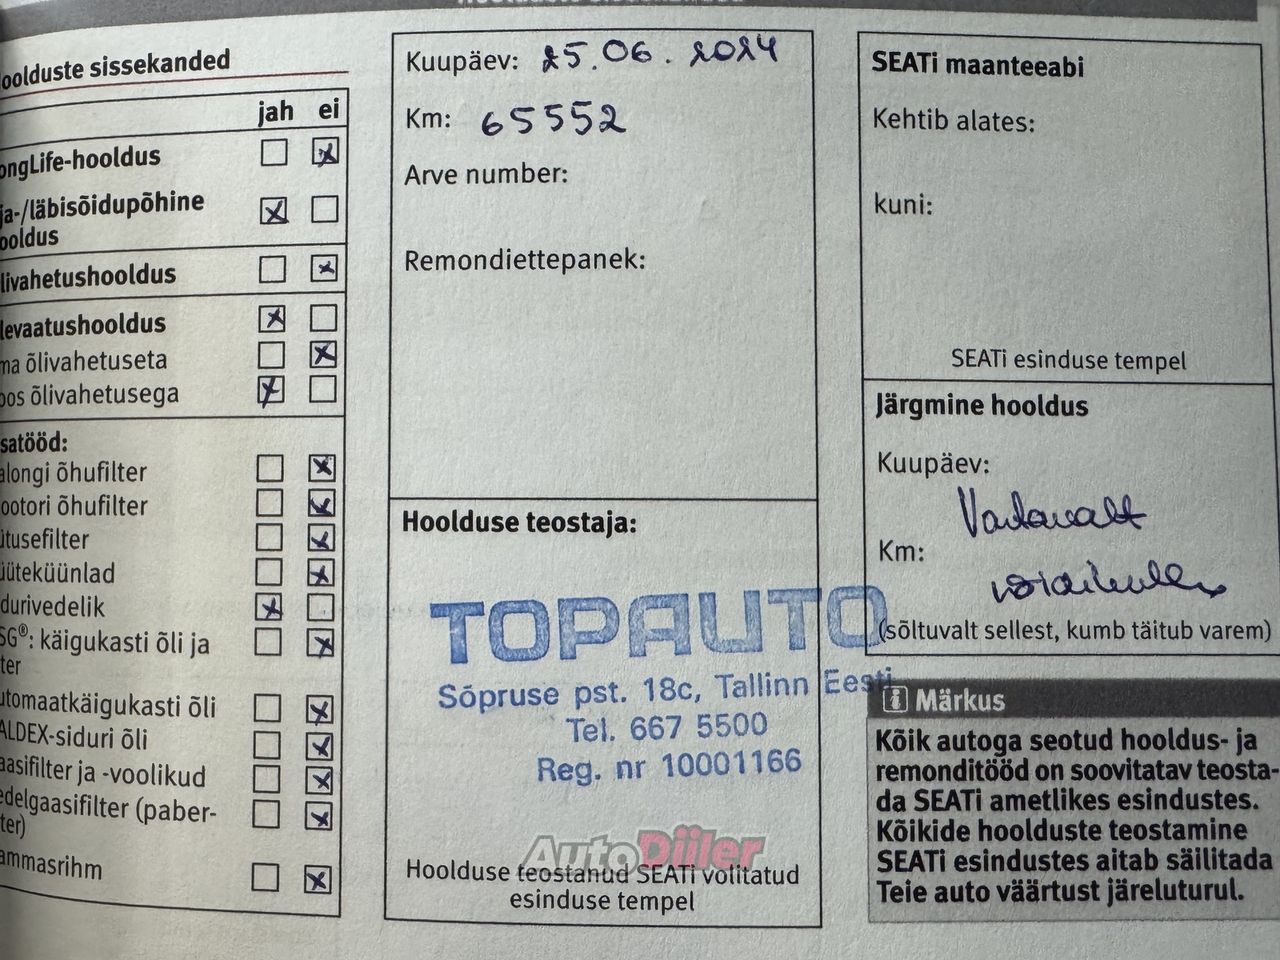 oolduste sissekanded
jah ei
ongLife-hooldus
ja-/läbisõidupõhine
ooldus
livahetushooldus
levaatushooldus
ma õlivahetuseta
oos õlivahetusega
satööd:
alongi õhufilter
ootori õhufilter
ütusefilter
üüteküünlad
durivedelik
SG®: käigukasti õli ja
ter
utomaatkäigukasti õli
ALDEX-siduri õli
aasifilter ja -voolikud
edelgaasifilter (paber-
ter)
ammasrihm
Kuupäev: 25.06.2024
Km: 65552
Arve number:
Remondiettepanek:
Hoolduse teostaja:
TOPAUTO
Sõpruse pst. 18c, Tallinn Eesti
Tel. 667 5500
Reg. nr 10001166
AutoDiiler
Hoolduse teostanud SEATi volitatud
esinduse tempel
SEATi maanteeabi
Kehtib alates:
kuni:
SEATi esinduse tempel
Järgmine hooldus
Kuupäev:
Vastavalt
Km:
(sõltuvalt sellest, kumb täitub varem)
i Märkus
Kõik autoga seotud hooldus- ja
remonditööd on soovitatav teosta-
da SEATi ametlikes esindustes.
Kõikide hoolduste teostamine
SEATi esindustes aitab säilitada
Teie auto väärtust järeluturul.